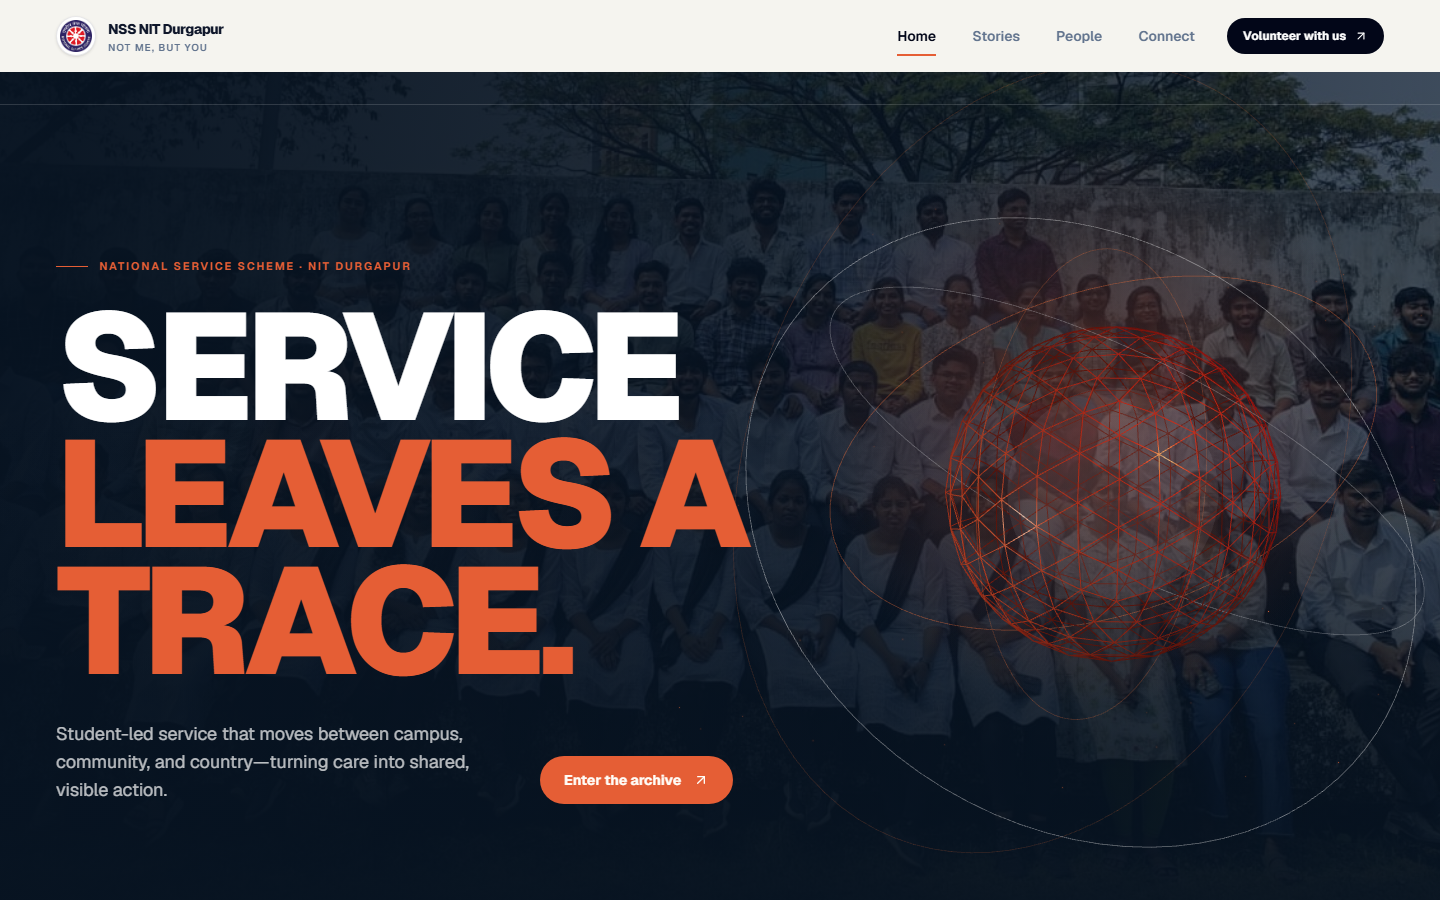 NSS NIT Durgapur
NOT ME, BUT YOU
Home
Stories
People
Connect
Volunteer with us
NATIONAL SERVICE SCHEME · NIT DURGAPUR
SERVICE
LEAVES A
TRACE.
Student-led service that moves between campus,
community, and country—turning care into shared,
visible action.
Enter the archive